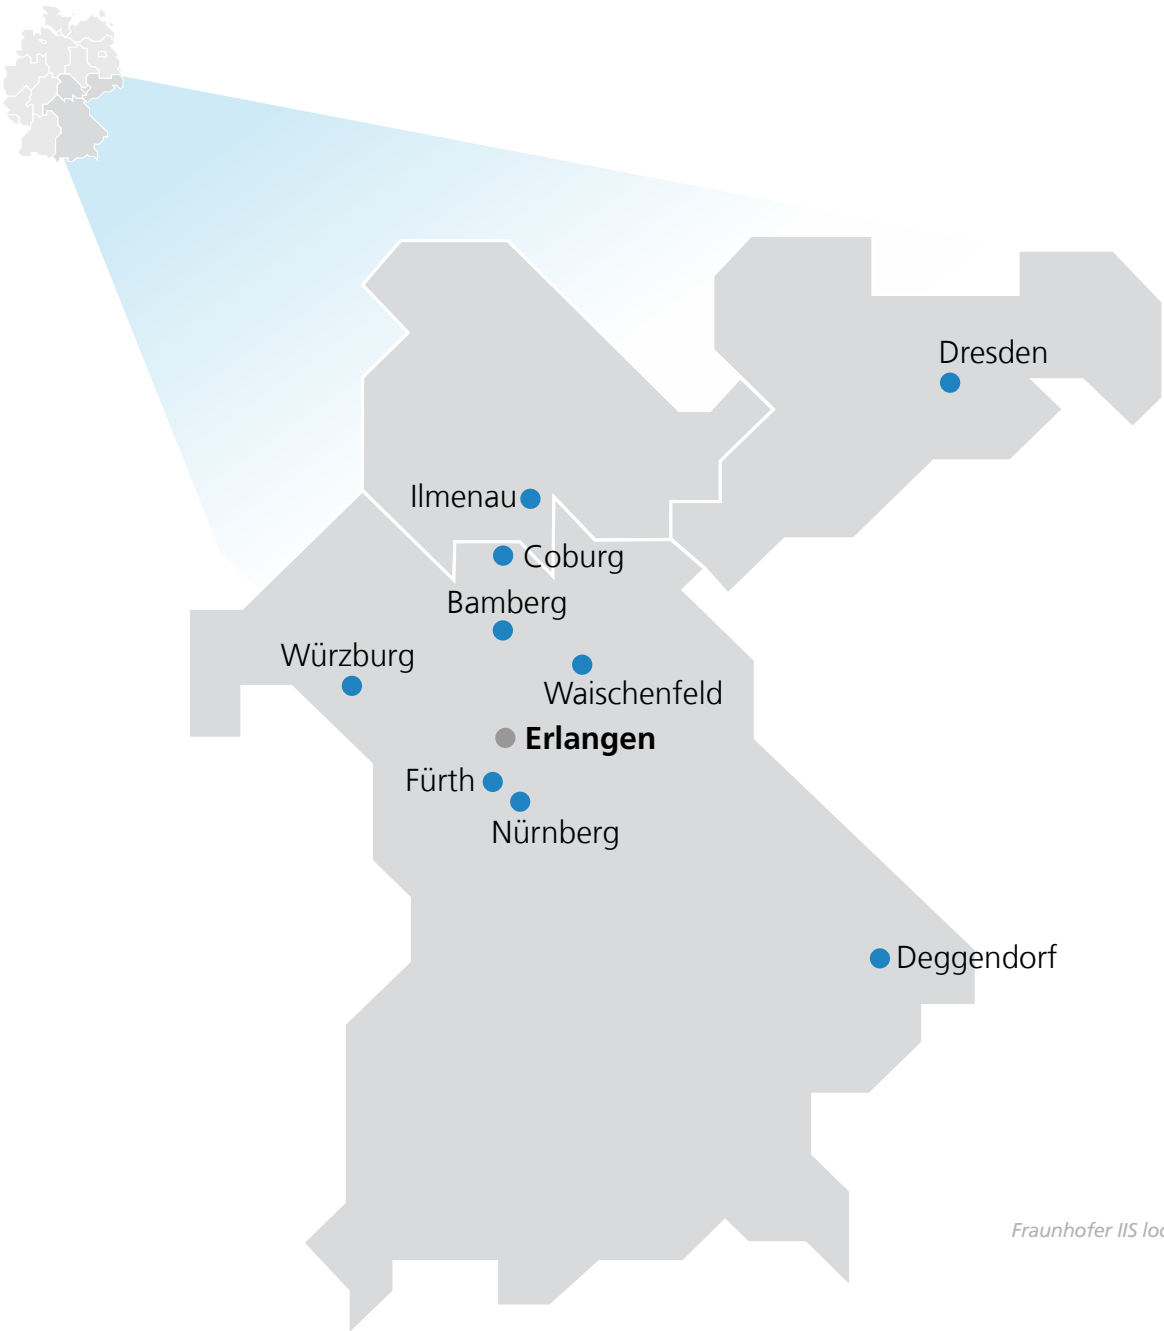 Dresden
Ilmenau
Coburg
Bamberg
Würzburg
Waischenfeld
Erlangen
Fürth
Nürnberg
Deggendorf
Fraunhofer IIS